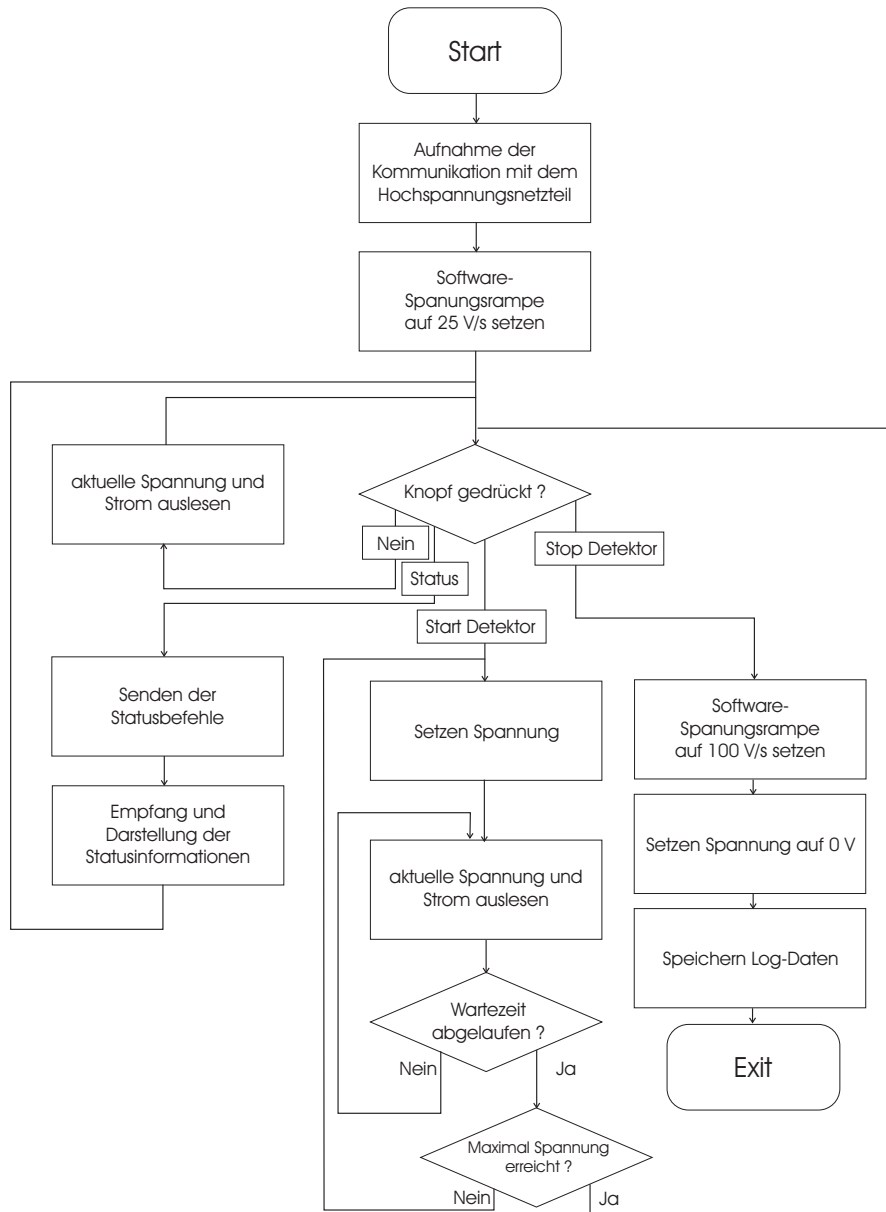 Start
Aufnahme der
Kommunikation mit dem
Hochspannungsnetzteil
Software-
Spanungsrampe
auf 25 V/s setzen
aktuelle Spannung und
Strom auslesen
Knopf gedrückt ?
Nein
Stop Detektor
Status
Start Detektor
Senden der
Statusbefehle
Setzen Spannung
Software-
Spanungsrampe
auf 100 V/s setzen
Empfang und
Darstellung der
Statusinformationen
aktuelle Spannung und
Strom auslesen
Setzen Spannung auf 0 V
Speichern Log-Daten
Wartezeit
abgelaufen ?
Nein
Ja
Exit
Maximal Spannung
erreicht ?
Nein
Ja